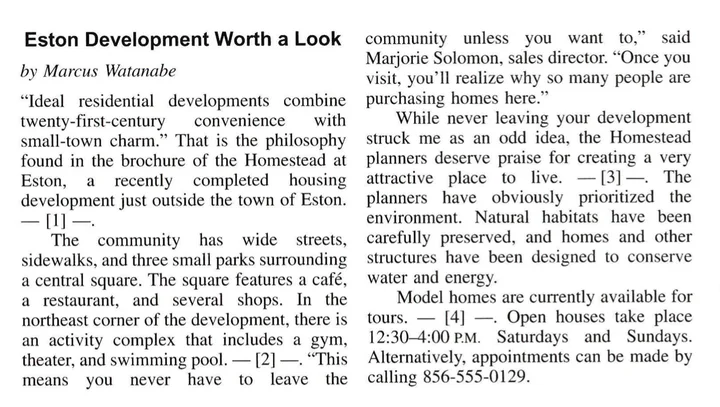 Eston Development Worth a Look
by Marcus Watanabe
“Ideal residential developments combine
twenty-first-century convenience with
small-town charm.” That is the philosophy
found in the brochure of the Homestead at
Eston, a recently completed housing
development just outside the town of Eston.
— [1] —.
The community has wide streets,
sidewalks, and three small parks surrounding
a central square. The square features a café,
a restaurant, and several shops. In the
northeast corner of the development, there is
an activity complex that includes a gym,
theater, and swimming pool. — [2] —. “This
means you never have to leave the
community unless you want to,” said
Marjorie Solomon, sales director. “Once you
visit, you’ll realize why so many people are
purchasing homes here.”
While never leaving your development
struck me as an odd idea, the Homestead
planners deserve praise for creating a very
attractive place to live. — [3] —. The
planners have obviously prioritized the
environment. Natural habitats have been
carefully preserved, and homes and other
structures have been designed to conserve
water and energy.
Model homes are currently available for
tours. — [4] —. Open houses take place
12:30–4:00 P.M. Saturdays and Sundays.
Alternatively, appointments can be made by
calling 856-555-0129.